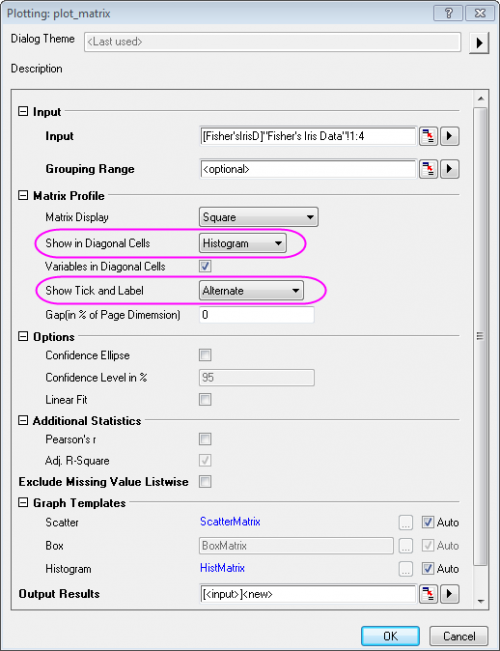 Plotting: plot_matrix
Dialog Theme <Last used>
Description
Input
Input [Fisher'sIrisD]"Fisher's Iris Data"!1:4
Grouping Range <optional>
Matrix Profile
Matrix Display Square
Show in Diagonal Cells Histogram
Variables in Diagonal Cells
Show Tick and Label Alternate
Gap(in % of Page Dimemsion) 0
Options
Confidence Ellipse
Confidence Level in % 95
Linear Fit
Additional Statistics
Pearson's r
Adj. R-Square
Exclude Missing Value Listwise
Graph Templates
Scatter ScatterMatrix ... Auto
Box BoxMatrix ... Auto
Histogram HistMatrix ... Auto
Output Results [<input>]<new>
OK Cancel